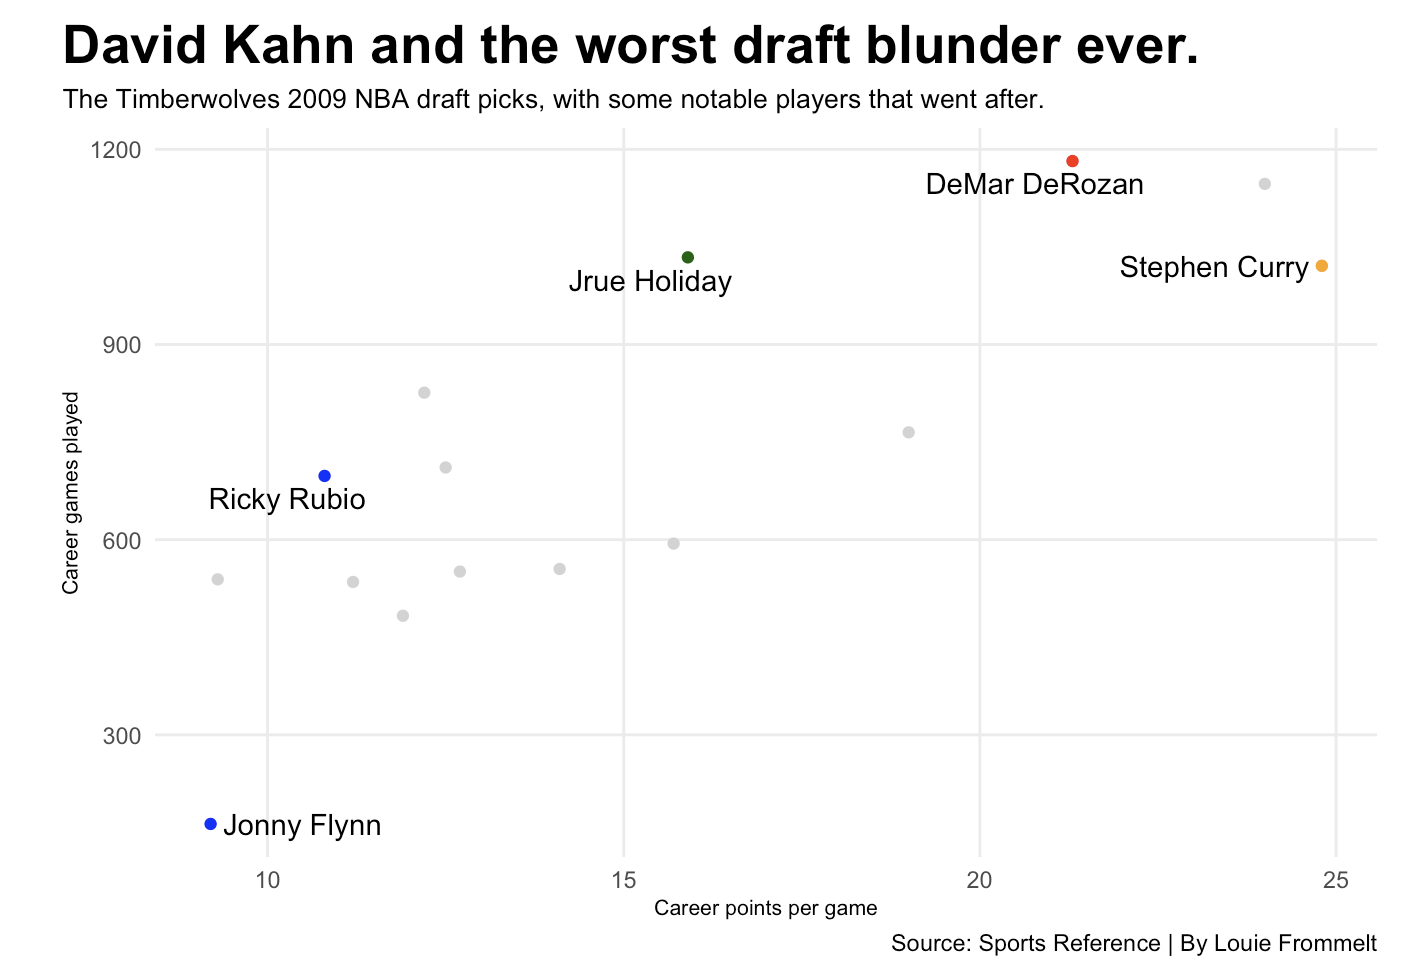 David Kahn and the worst draft blunder ever.
The Timberwolves 2009 NBA draft picks, with some notable players that went after.
1200
DeMar DeRozan
Stephen Curry
Jrue Holiday
900
Career games played
Ricky Rubio
600
300
Jonny Flynn
10 15 20 25
Career points per game
Source: Sports Reference | By Louie Frommelt